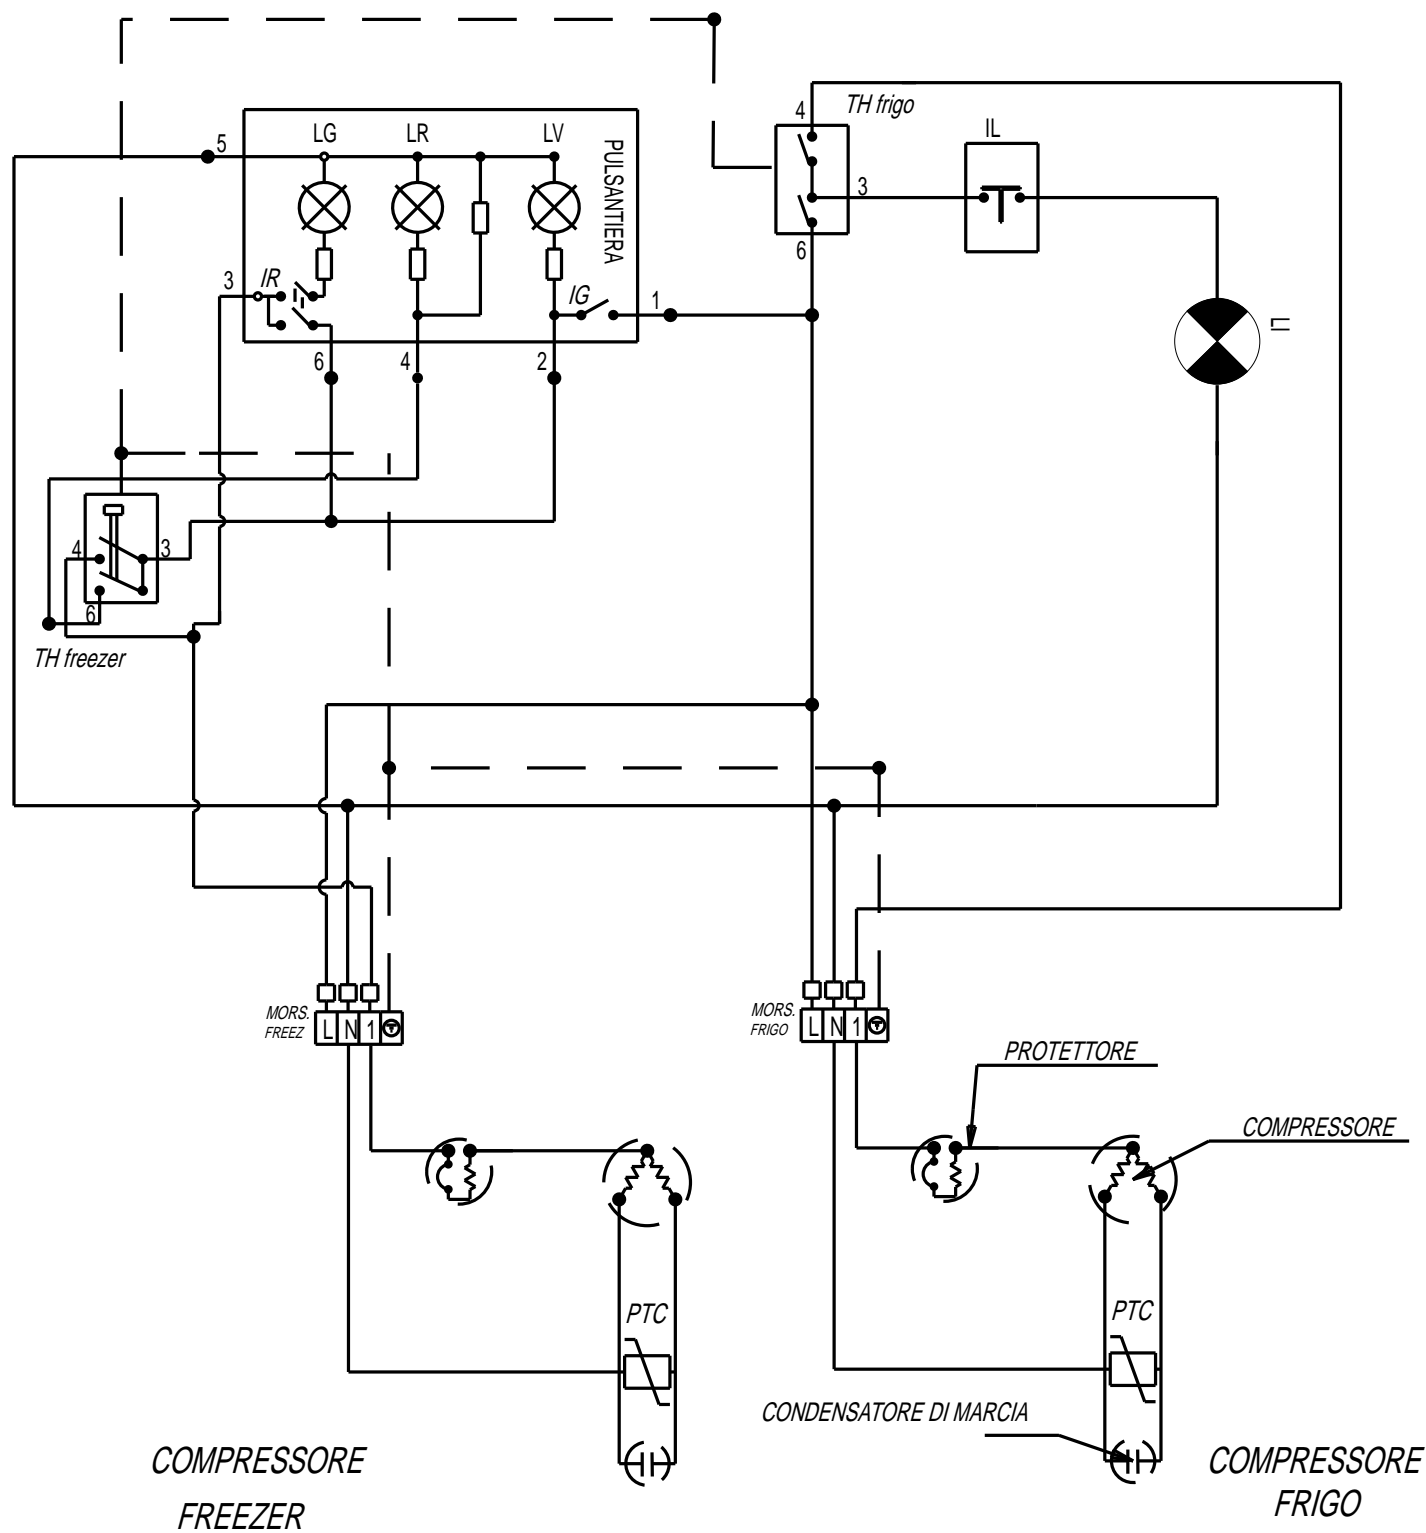 4
TH frigo
5
LG
LR
LV
PULSANTIERA
IL
3
6
3
IR
IG
1
6
4
2
LI
4
3
6
TH freezer
MORS.
FREEZ
L N 1
MORS.
FRIGO
L N 1
PROTETTORE
COMPRESSORE
PTC
PTC
CONDENSATORE DI MARCIA
COMPRESSORE
FREEZER
COMPRESSORE
FRIGO